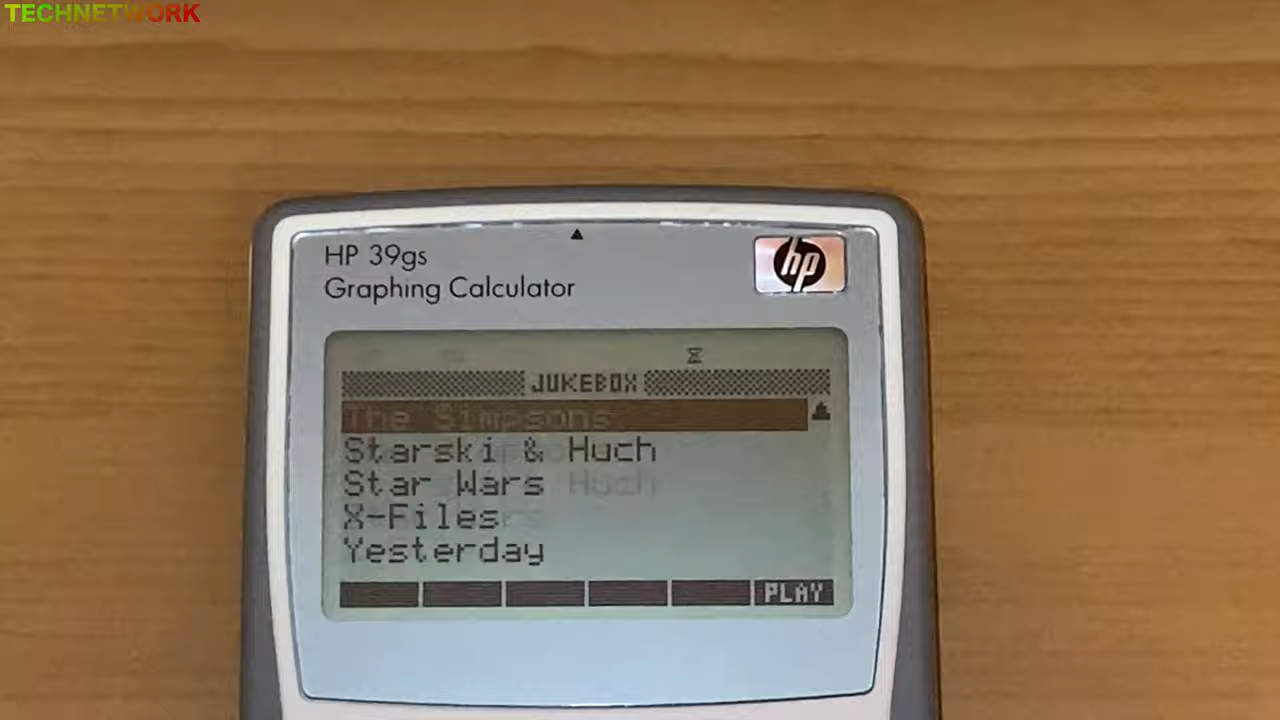 TECHNETWORK
HP 39gs
Graphing Calculator
hp
JUKEBOX
The Simpsons
Starski & Huch
Star Wars
X-Files
Yesterday
PLAY